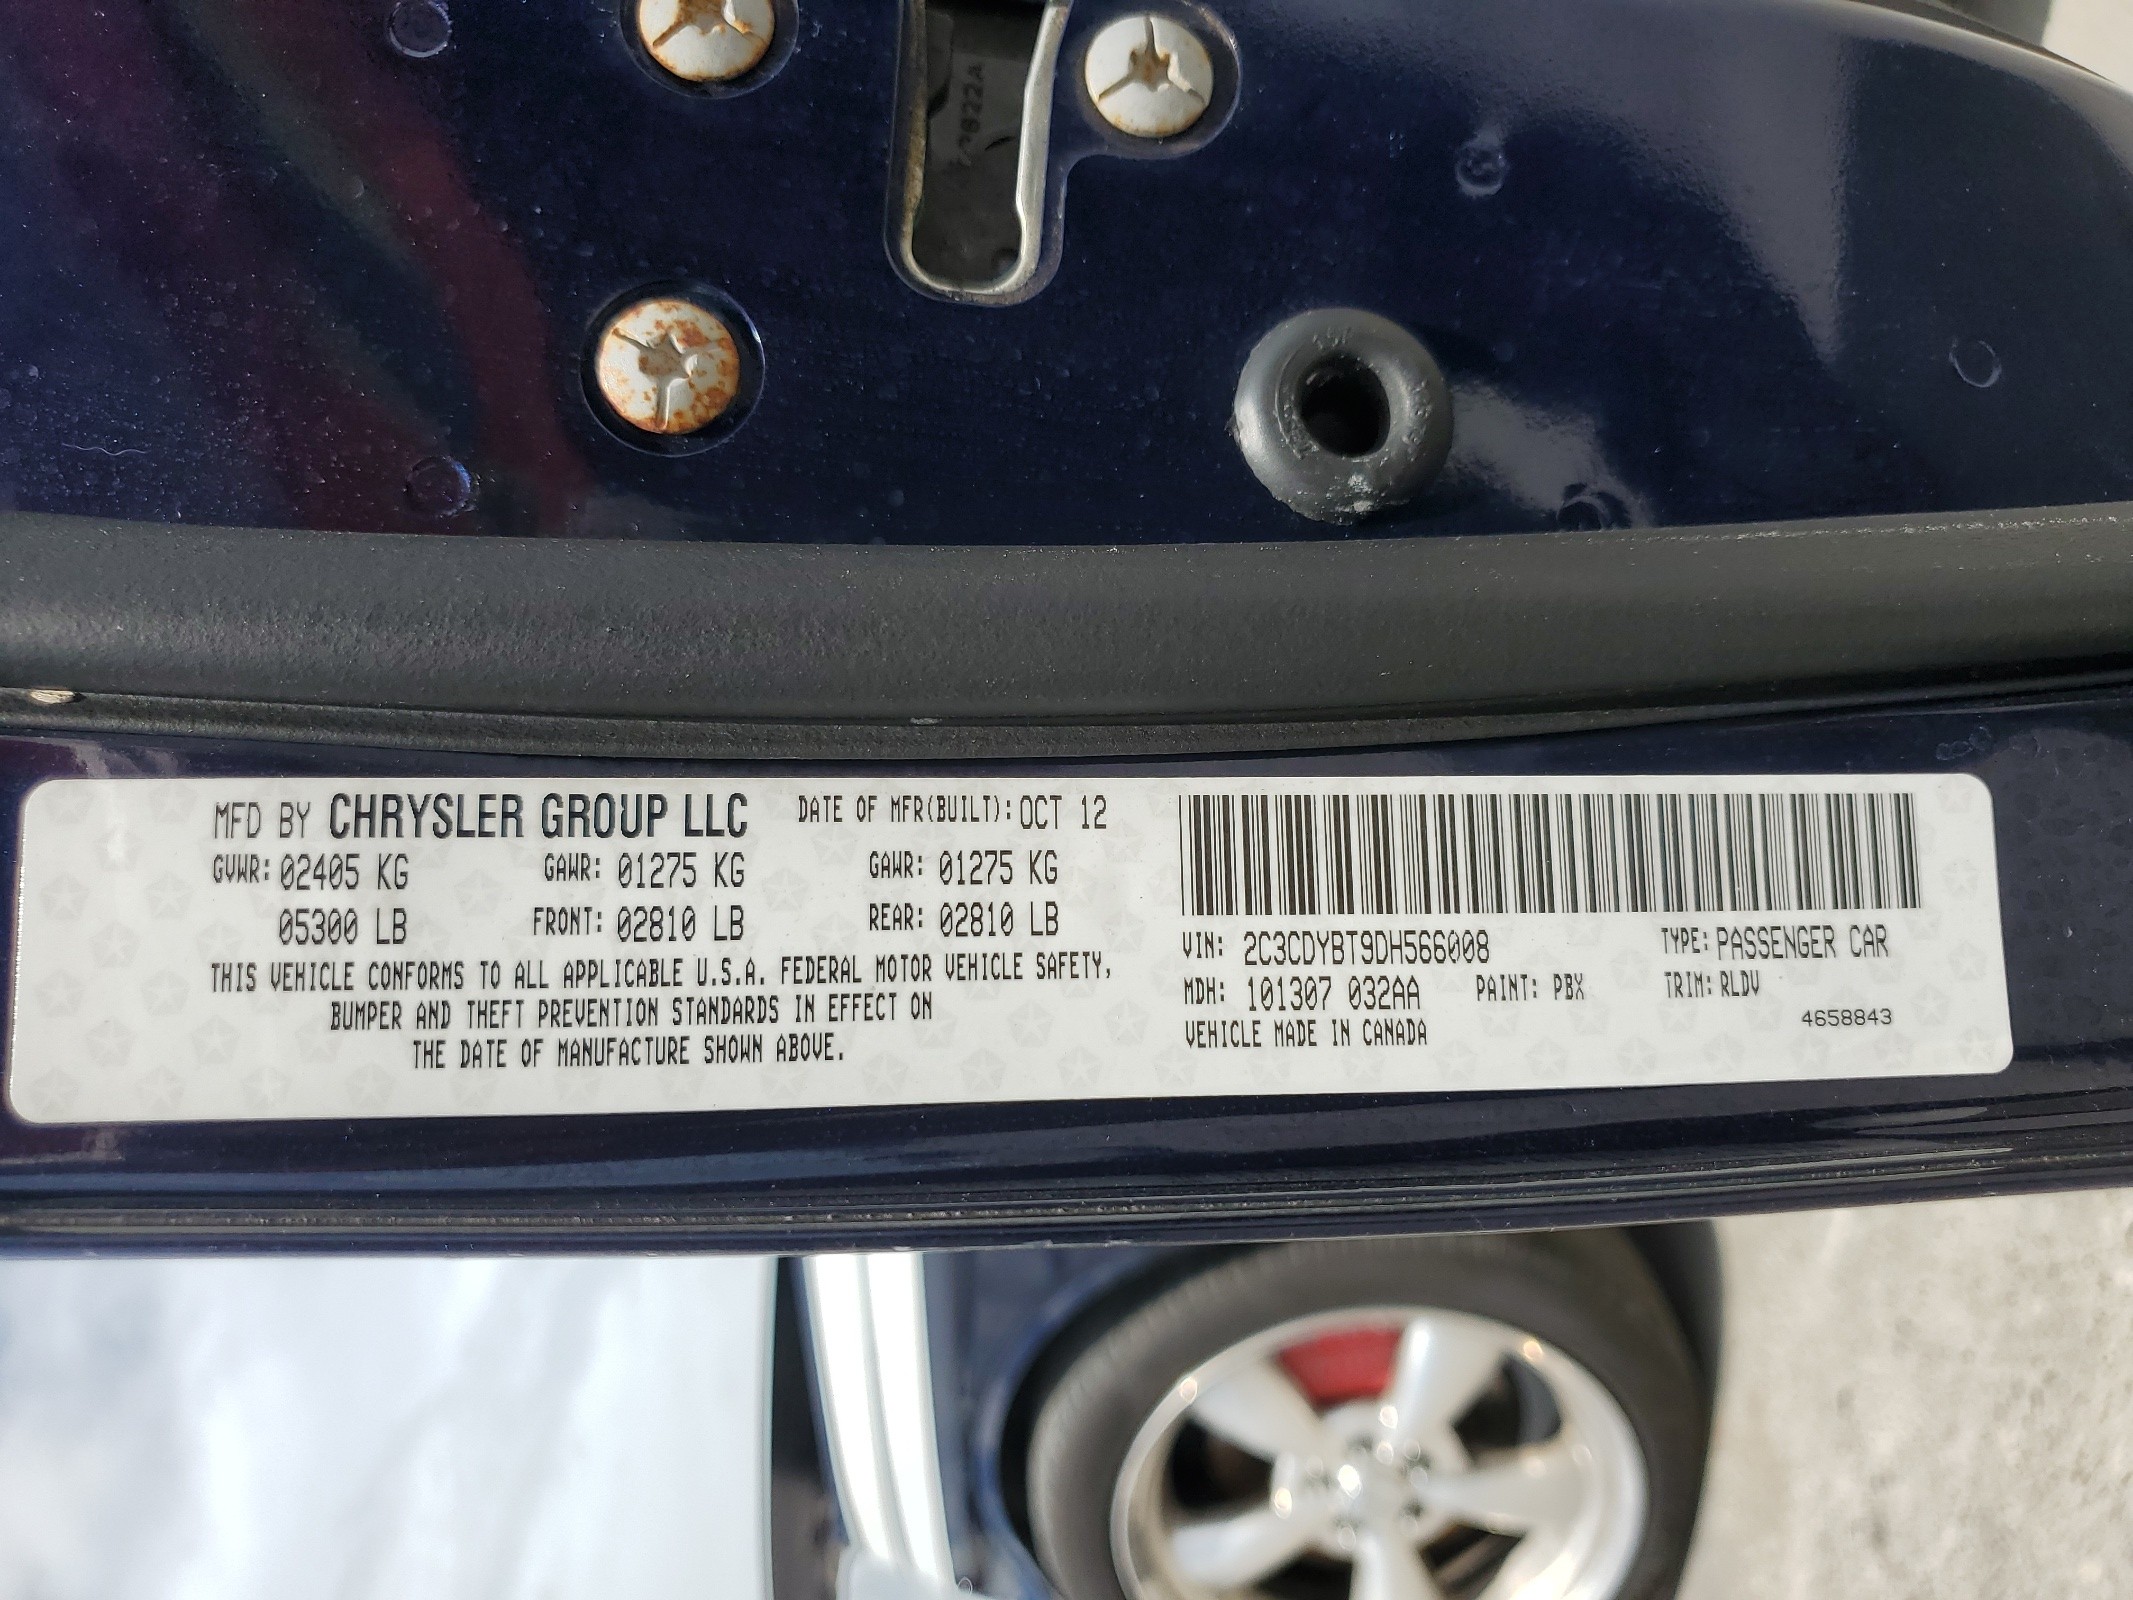 MFD BY CHRYSLER GROUP LLC DATE OF MFR(BUILT): OCT 12
GVWR: 02405 KG GAWR: 01275 KG GAWR: 01275 KG
05300 LB FRONT: 02810 LB REAR: 02810 LB
THIS VEHICLE CONFORMS TO ALL APPLICABLE U.S.A. FEDERAL MOTOR VEHICLE SAFETY,
BUMPER AND THEFT PREVENTION STANDARDS IN EFFECT ON
THE DATE OF MANUFACTURE SHOWN ABOVE.
VIN: 2C3CDYBT9DH566008 TYPE: PASSENGER CAR
MDH: 101307 032AA PAINT: PBX TRIM: RLDV
VEHICLE MADE IN CANADA 4658843